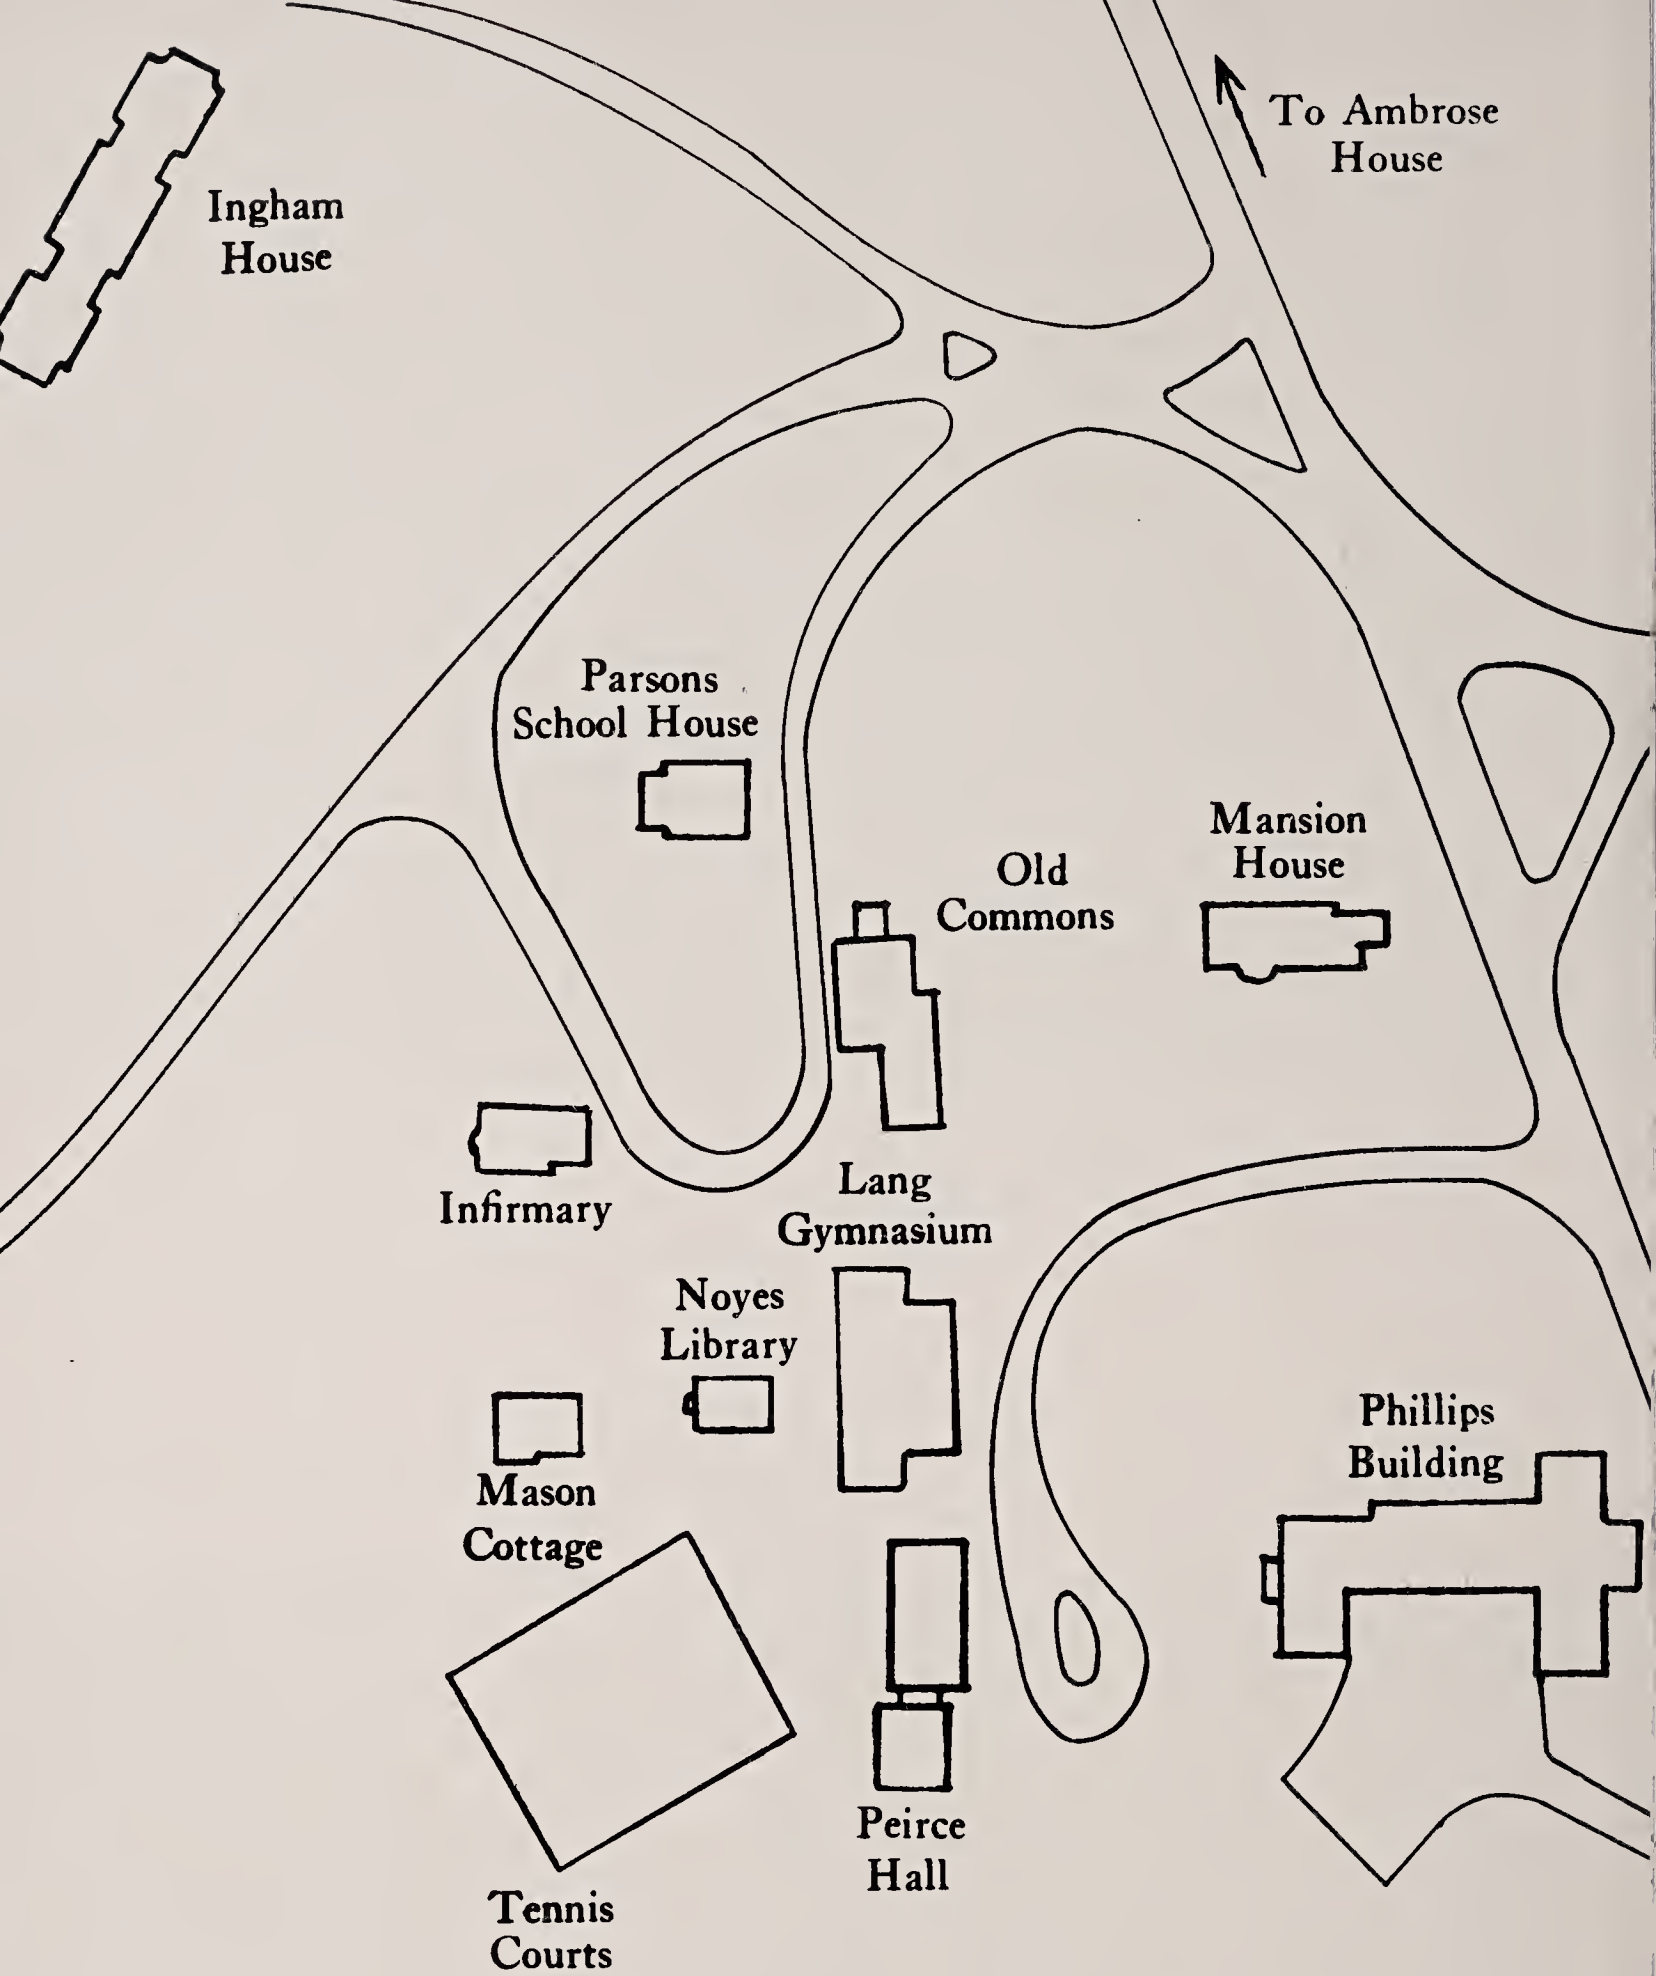 To Ambrose
House
Ingham
House
Parsons
School House
Mansion
House
Old
Commons
Infirmary
Lang
Gymnasium
Noyes
Library
Phillips
Building
Mason
Cottage
Peirce
Hall
Tennis
Courts